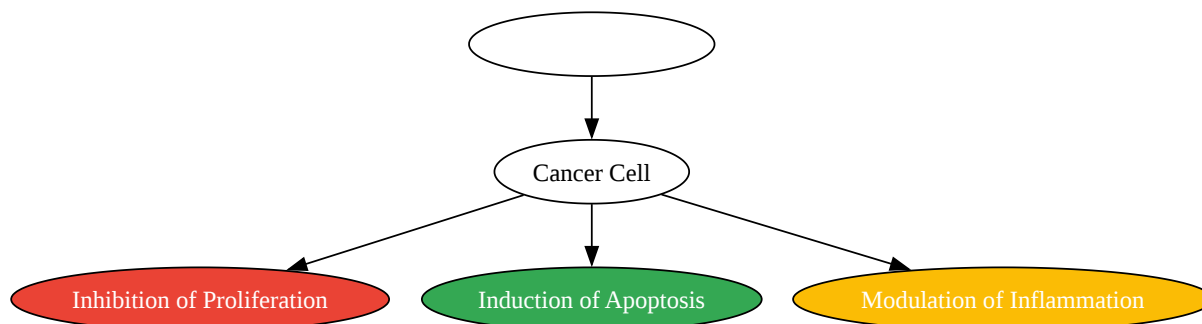 Cancer Cell
Inhibition of Proliferation
Induction of Apoptosis
Modulation of Inflammation